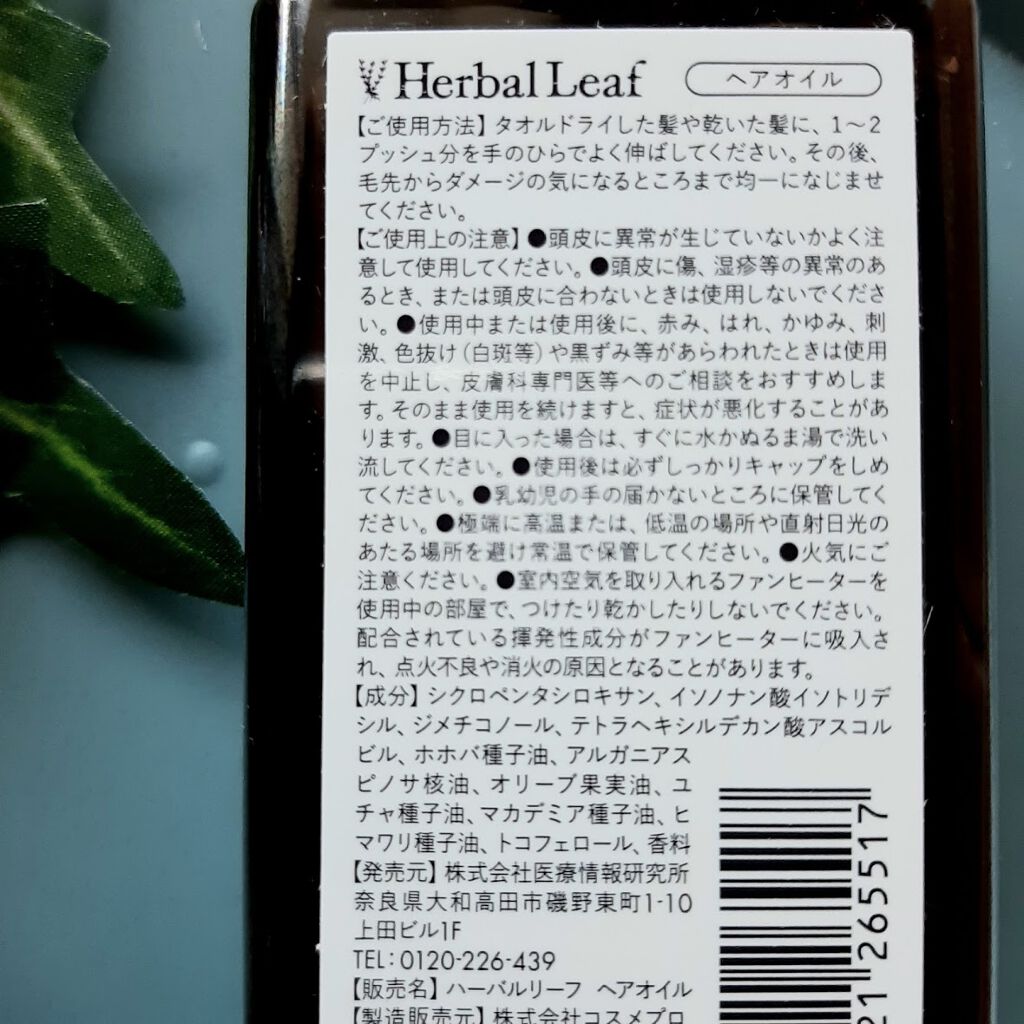 Herbal Leaf ヘアオイル
【ご使用方法】タオルドライした髪や乾いた髪に、1〜2
プッシュ分を手のひらでよく伸ばしてください。その後、
毛先からダメージの気になるところまで均一になじませ
てください。
【ご使用上の注意】●頭皮に異常が生じていないかよく注
意して使用してください。●頭皮に傷、湿疹等の異常のあ
るとき、または頭皮に合わないときは使用しないでくださ
い。●使用中または使用後に、赤み、はれ、かゆみ、刺
激、色抜け（白斑等）や黒ずみ等があらわれたときは使用
を中止し、皮膚科専門医等へのご相談をおすすめしま
す。そのまま使用を続けますと、症状が悪化することがあ
ります。●目に入った場合は、すぐに水かぬるま湯で洗い
流してください。●使用後は必ずしっかりキャップをしめ
てください。●乳幼児の手の届かないところに保管してく
ださい。●極端に高温または、低温の場所や直射日光の
あたる場所を避け常温で保管してください。●火気にご
注意ください。●室内空気を取り入れるファンヒーターを
使用中の部屋で、つけたり乾かしたりしないでください。
配合されている揮発性成分がファンヒーターに吸入さ
れ、点火不良や消火の原因となることがあります。
【成分】シクロペンタシロキサン、イソノナン酸イソトリデ
シル、ジメチコノール、テトラヘキシルデカン酸アスコル
ビル、ホホバ種子油、アルガニアス
ピノサ核油、オリーブ果実油、ユ
チャ種子油、マカデミア種子油、ヒ
マワリ種子油、トコフェロール、香料
【発売元】株式会社医療情報研究所
奈良県大和高田市磯野東町1-10
上田ビル1F
TEL：0120-226-439
【販売名】ハーバルリーフ ヘアオイル
【製造販売元】株式会社コスメプロ
21265517